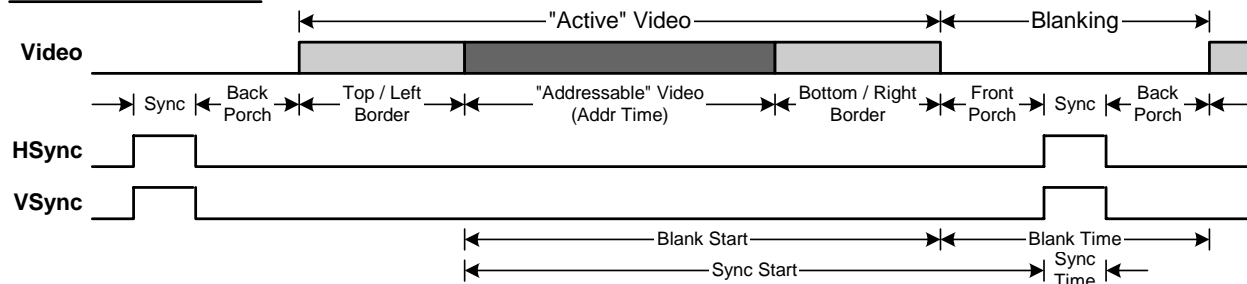 "Active" Video
Blanking
Video
Sync
Back
Porch
Top / Left
Border
"Addressable" Video
(Addr Time)
Bottom / Right
Border
Front
Porch
Sync
Back
Porch
HSync
VSync
Blank Start
Blank Time
Sync Start
Sync
Time